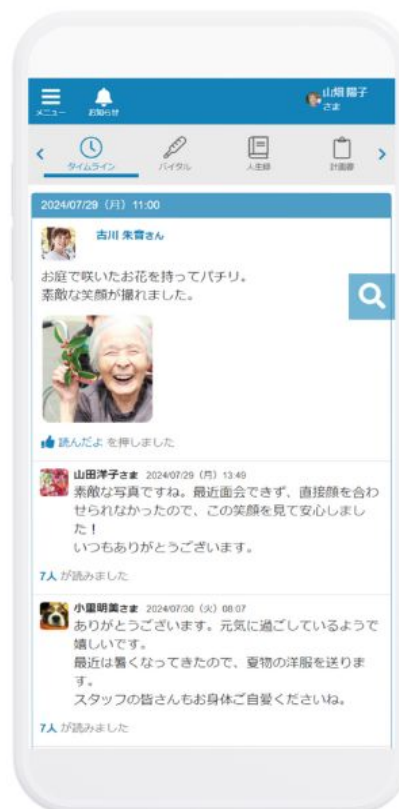 山畑 陽子
さま
メニュー
お知らせ
タイムライン
バイタル
人生録
計画書
2024/07/29（月）11:00
古川 朱音さん
お庭で咲いたお花を持ってパチリ。
素敵な笑顔が撮れました。
読んだよ を押しました
山田洋子さま 2024/07/29（月）13:49
素敵な写真ですね。最近面会できず、直接顔を合わ
せられなかったので、この笑顔を見て安心しまし
た！
いつもありがとうございます。
7人 が読みました
小里明美さま 2024/07/30（火）08:07
ありがとうございます。元気に過ごしているようで
嬉しいです。
最近は暑くなってきたので、夏物の洋服を送りま
す。
スタッフの皆さんもお身体ご自愛くださいね。
7人 が読みました